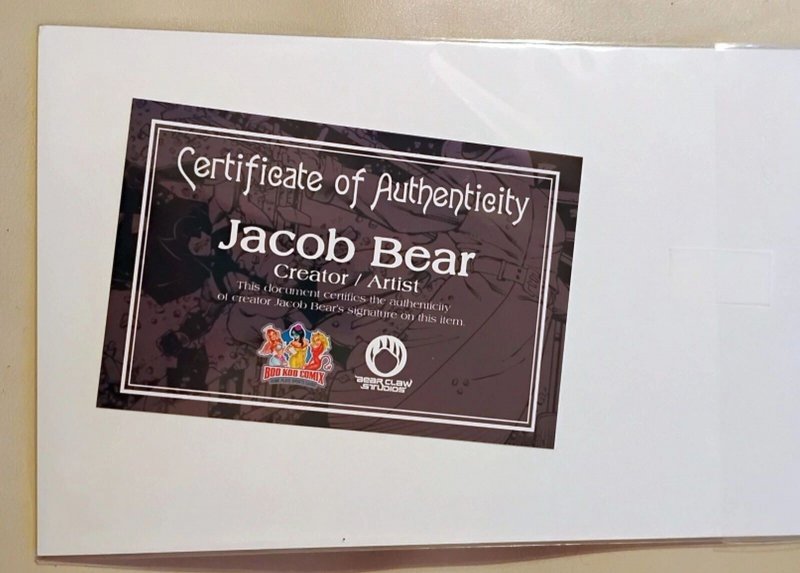 Certificate of Authenticity
Jacob Bear
Creator / Artist
This document certifies the authenticity
of creator Jacob Bear's signature on this item.
BOO KOO COMIX
BEAR CLAW
STUDIOS